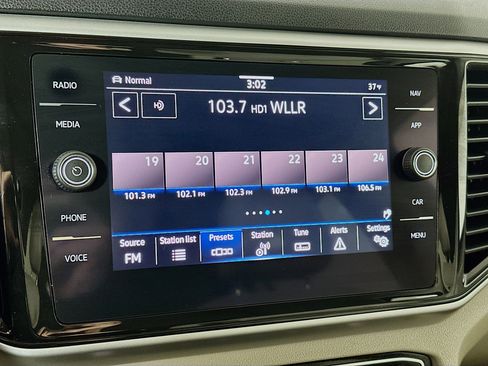 RADIO
MEDIA
PHONE
VOICE
Normal
3:02
37°F
103.7 HD1 WLLR
19 20 21 22 23 24
101.3 FM 102.1 FM 102.3 FM 102.9 FM 103.1 FM 106.5 FM
Source Station list Presets Station Tune Alerts Settings
FM
NAV
APP
CAR
MENU